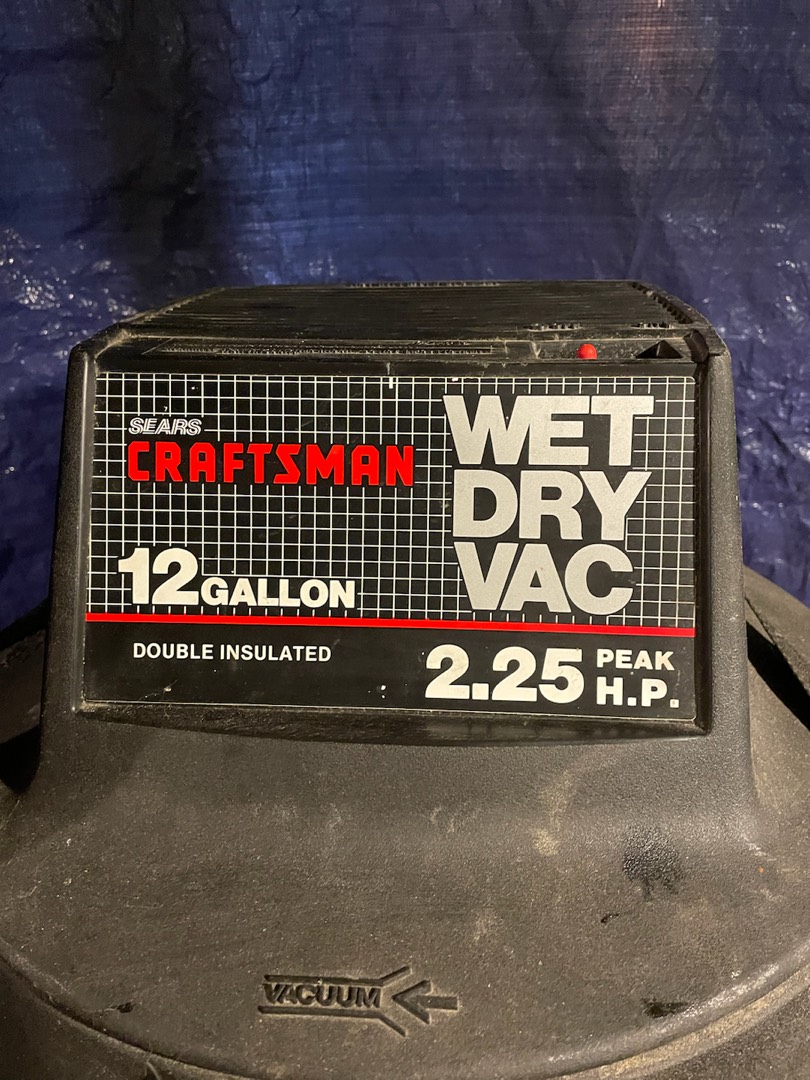 SEARS
CRAFTSMAN
WET
DRY
VAC
12 GALLON
DOUBLE INSULATED
2.25 PEAK H.P.
VACUUM